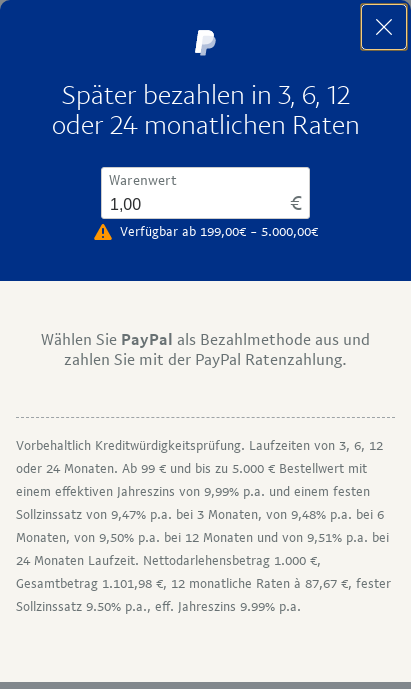 Später bezahlen in 3, 6, 12
oder 24 monatlichen Raten
Warenwert
1,00 €
Verfügbar ab 199,00€ – 5.000,00€
Wählen Sie PayPal als Bezahlmethode aus und
zahlen Sie mit der PayPal Ratenzahlung.
Vorbehaltlich Kreditwürdigkeitsprüfung. Laufzeiten von 3, 6, 12
oder 24 Monaten. Ab 99 € und bis zu 5.000 € Bestellwert mit
einem effektiven Jahreszins von 9,99% p.a. und einem festen
Sollzinssatz von 9,47% p.a. bei 3 Monaten, von 9,48% p.a. bei 6
Monaten, von 9,50% p.a. bei 12 Monaten und von 9,51% p.a. bei
24 Monaten Laufzeit. Nettodarlehensbetrag 1.000 €,
Gesamtbetrag 1.101,98 €, 12 monatliche Raten à 87,67 €, fester
Sollzinssatz 9.50% p.a., eff. Jahreszins 9.99% p.a.